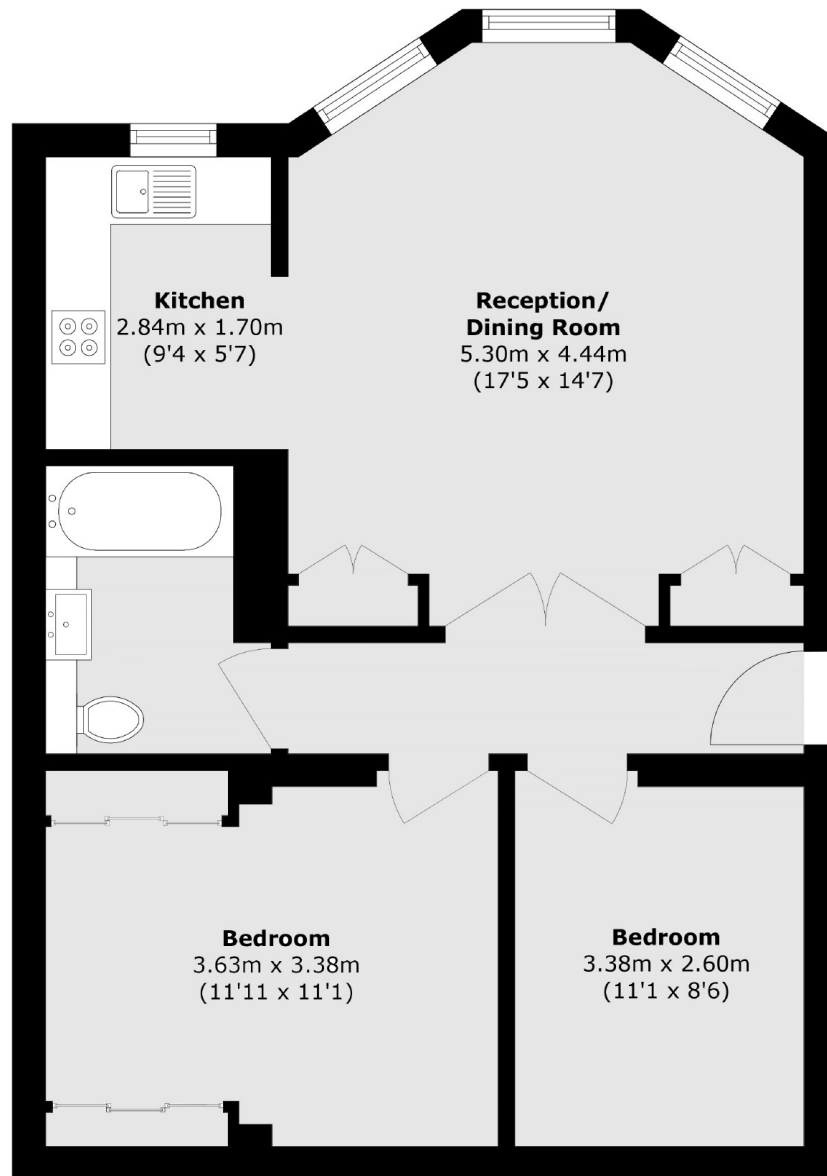 Kitchen
2.84m x 1.70m
(9'4 x 5'7)
Reception/
Dining Room
5.30m x 4.44m
(17'5 x 14'7)
Bedroom
3.63m x 3.38m
(11'11 x 11'1)
Bedroom
3.38m x 2.60m
(11'1 x 8'6)